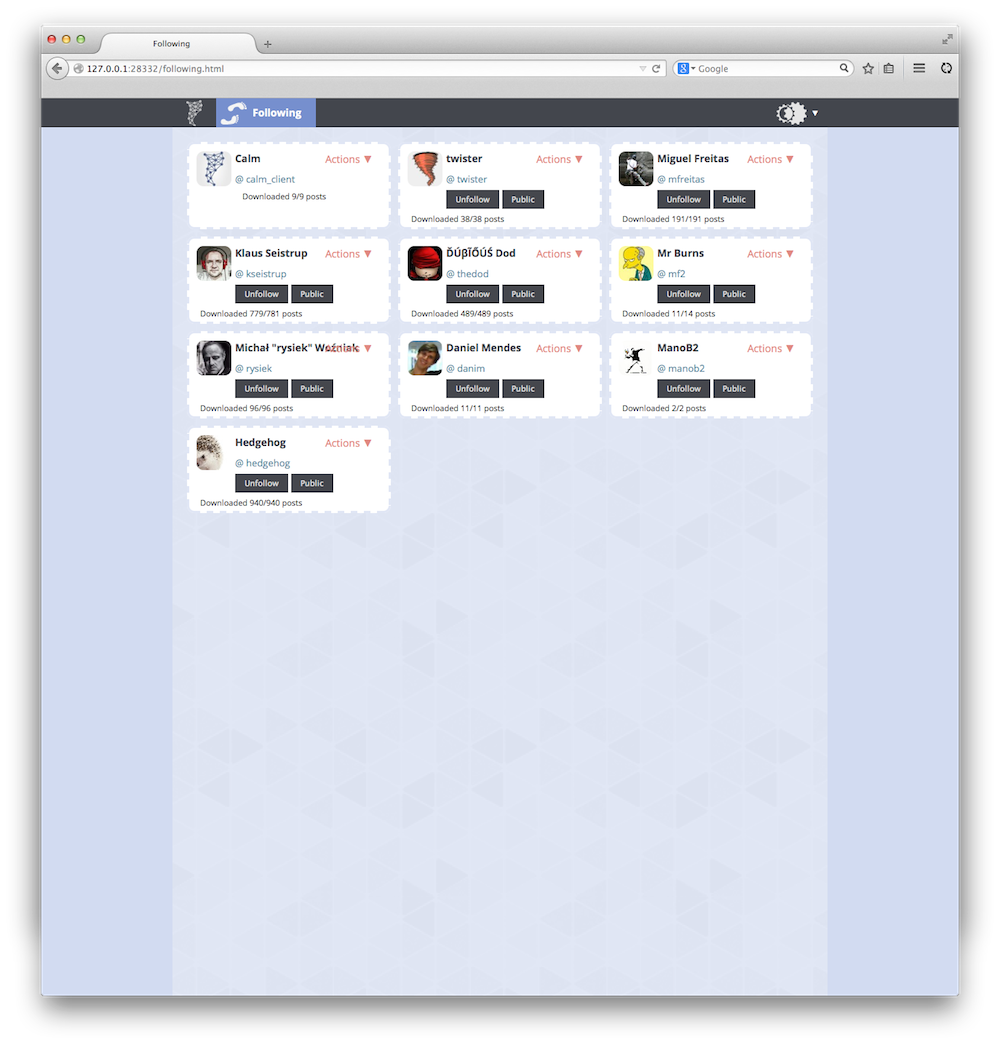 Following
127.0.0.1:28332/following.html
Google
Following
Calm Actions ▼
@ calm_client
Downloaded 9/9 posts
twister Actions ▼
@ twister
Unfollow Public
Downloaded 38/38 posts
Miguel Freitas Actions ▼
@ mfreitas
Unfollow Public
Downloaded 191/191 posts
Klaus Seistrup Actions ▼
@ kseistrup
Unfollow Public
Downloaded 779/781 posts
Dod Actions ▼
@ thedod
Unfollow Public
Downloaded 489/489 posts
Mr Burns Actions ▼
@ mf2
Unfollow Public
Downloaded 11/14 posts
Michał "rysiek" Woźniak Actions ▼
@ rysiek
Unfollow Public
Downloaded 96/96 posts
Daniel Mendes Actions ▼
@ danim
Unfollow Public
Downloaded 11/11 posts
ManoB2 Actions ▼
@ manob2
Unfollow Public
Downloaded 2/2 posts
Hedgehog Actions ▼
@ hedgehog
Unfollow Public
Downloaded 940/940 posts